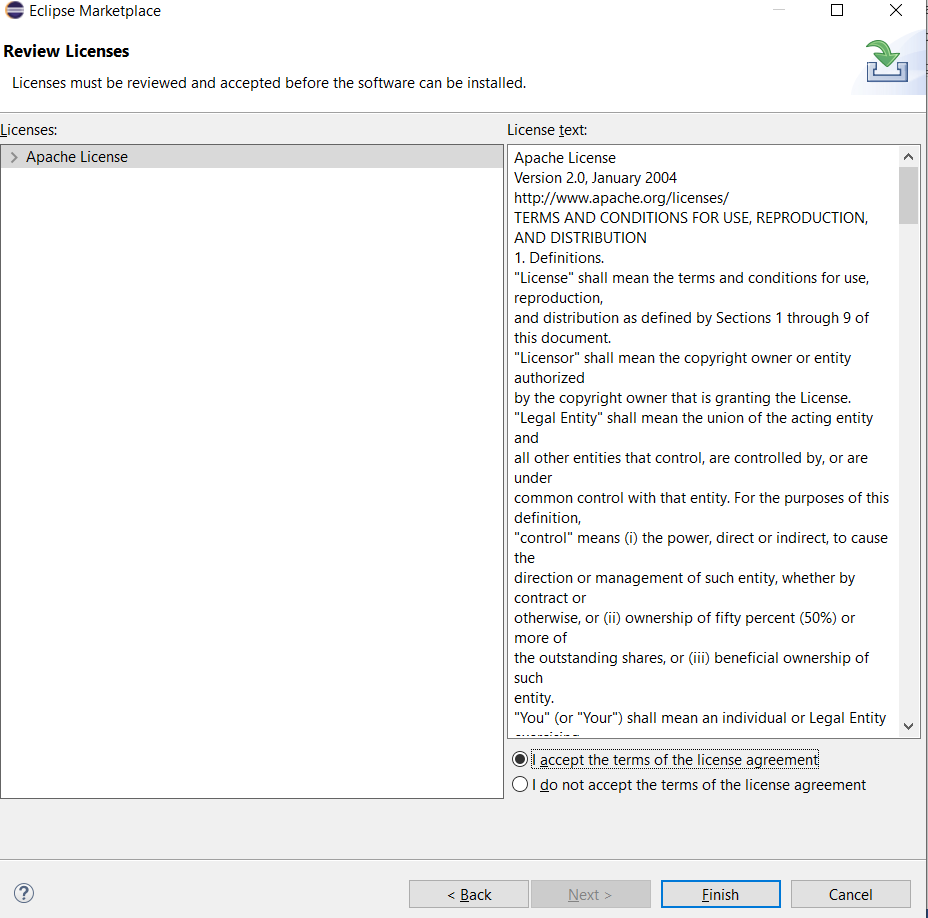 Eclipse Marketplace
Review Licenses
Licenses must be reviewed and accepted before the software can be installed.
Licenses:
Apache License
License text:
Apache License
Version 2.0, January 2004
http://www.apache.org/licenses/
TERMS AND CONDITIONS FOR USE, REPRODUCTION,
AND DISTRIBUTION
1. Definitions.
"License" shall mean the terms and conditions for use,
reproduction,
and distribution as defined by Sections 1 through 9 of
this document.
"Licensor" shall mean the copyright owner or entity
authorized
by the copyright owner that is granting the License.
"Legal Entity" shall mean the union of the acting entity
and
all other entities that control, are controlled by, or are
under
common control with that entity. For the purposes of this
definition,
"control" means (i) the power, direct or indirect, to cause
the
direction or management of such entity, whether by
contract or
otherwise, or (ii) ownership of fifty percent (50%) or
more of
the outstanding shares, or (iii) beneficial ownership of
such
entity.
"You" (or "Your") shall mean an individual or Legal Entity
I accept the terms of the license agreement
I do not accept the terms of the license agreement
?
< Back
Next >
Finish
Cancel